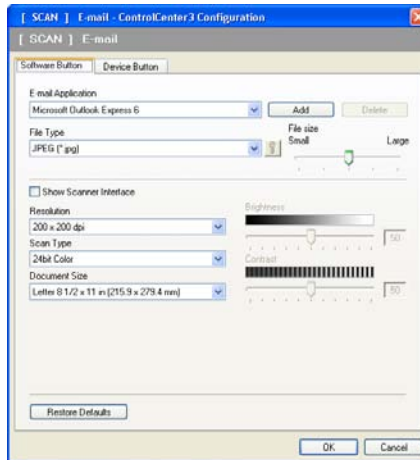 [ SCAN ] E-mail - ControlCenter3 Configuration
[ SCAN ] E-mail
Software Button Device Button
E-mail Application
Microsoft Outlook Express 6 Add Delete
File Type File size
JPEG (*.jpg) Small Large
Show Scanner Interface
Resolution Brightness
200 x 200 dpi 50
Scan Type
24bit Color Contrast
Document Size
Letter 8 1/2 x 11 in (215.9 x 279.4 mm) 50
Restore Defaults
OK Cancel